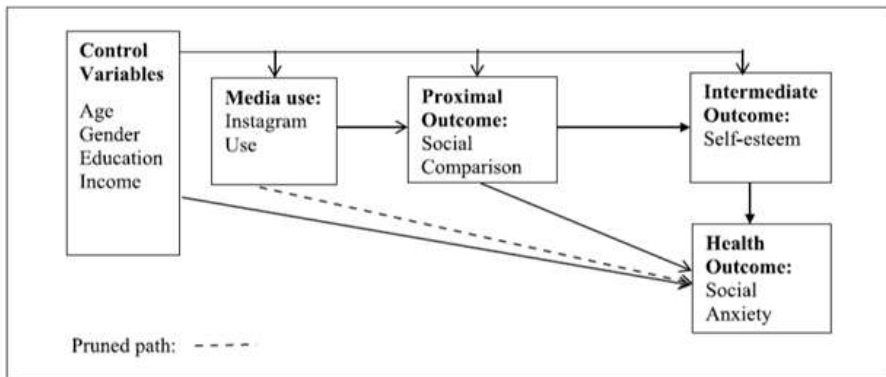 Control
Variables
Age
Gender
Education
Income
Media use:
Instagram
Use
Proximal
Outcome:
Social
Comparison
Intermediate
Outcome:
Self-esteem
Health
Outcome:
Social
Anxiety
Pruned path: